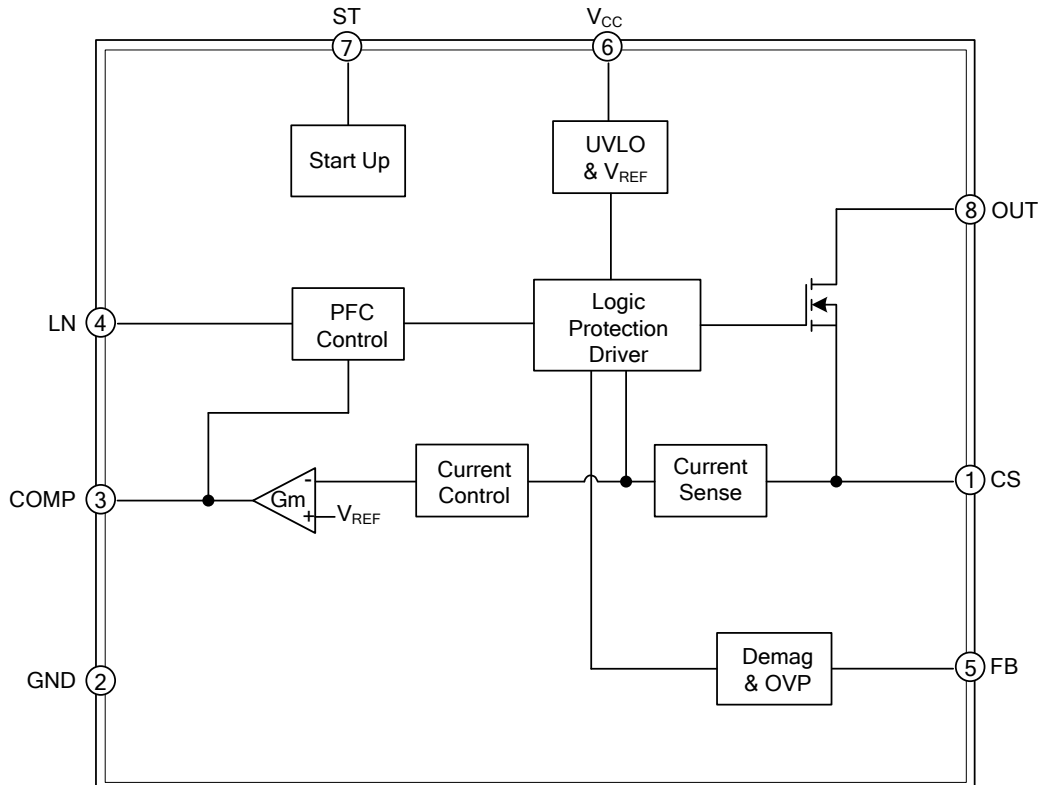 ST
VCC
7
6
Start Up
UVLO
& VREF
8 OUT
LN 4
PFC
Control
Logic
Protection
Driver
COMP 3
Gm
-
+
VREF
Current
Control
Current
Sense
1 CS
GND 2
Demag
& OVP
5 FB